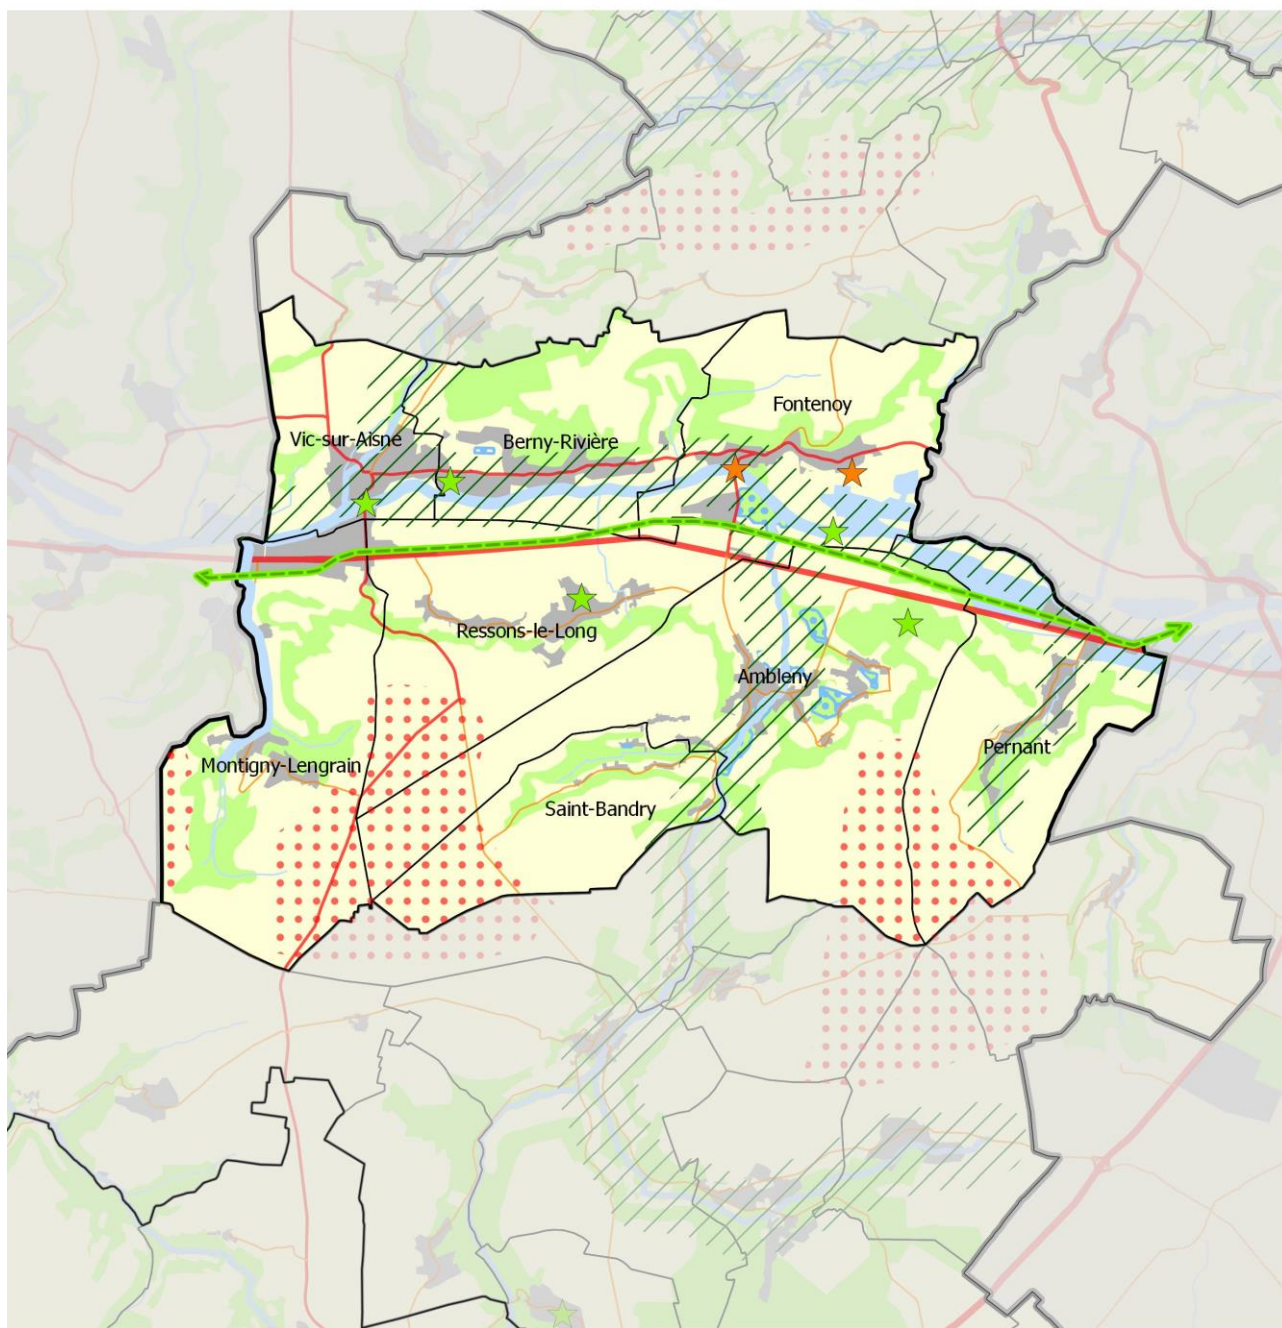 Fontenoy
Vic-sur-Aisne
Berny-Rivière
Ressons-le-Long
Ambleny
Pernant
Montigny-Lengrain
Saint-Bandry